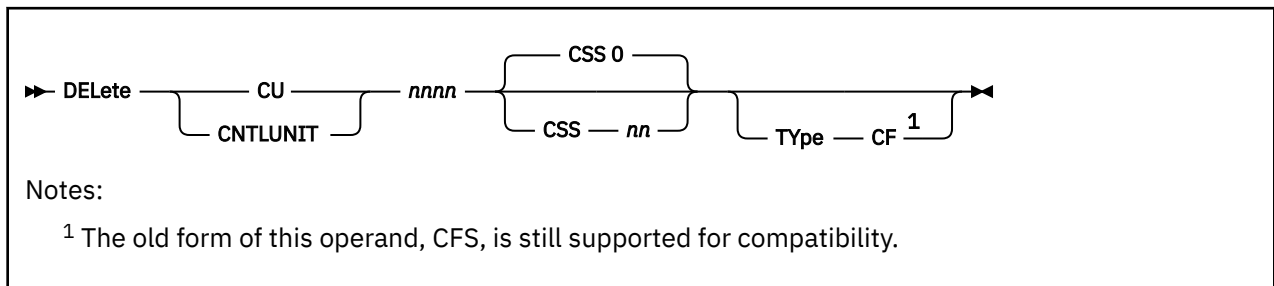 CSS 0
DELete CU nnnn
CNTLUNIT CSS nn TYpe CF 1
Notes:
1 The old form of this operand, CFS, is still supported for compatibility.